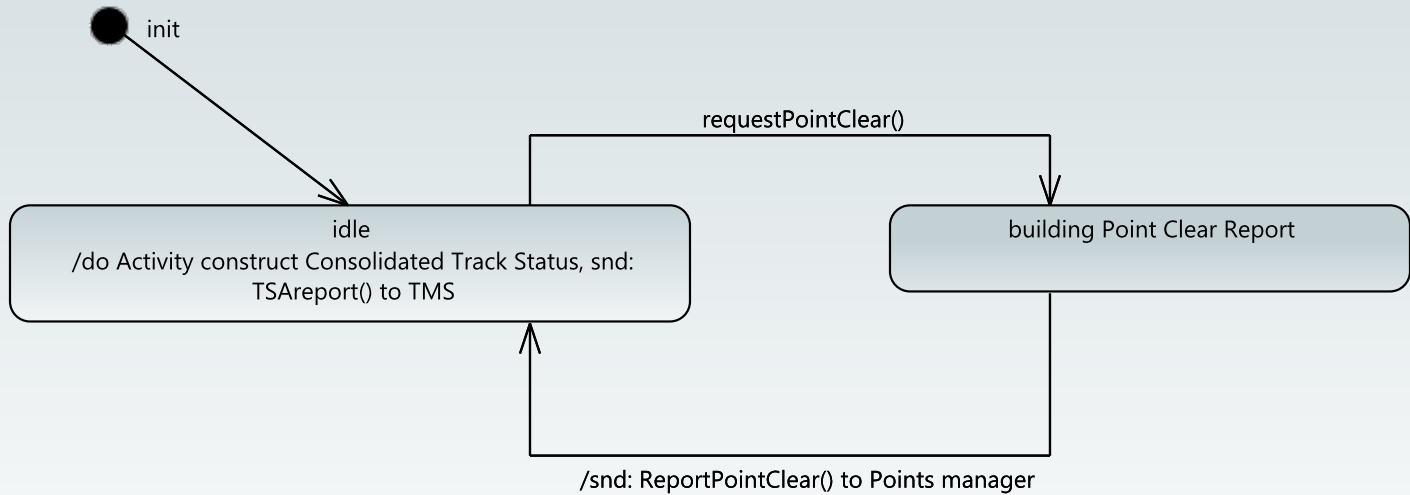 init
requestPointClear()
idle
/do Activity construct Consolidated Track Status, snd:
TSAreport() to TMS
building Point Clear Report
/snd: ReportPointClear() to Points manager